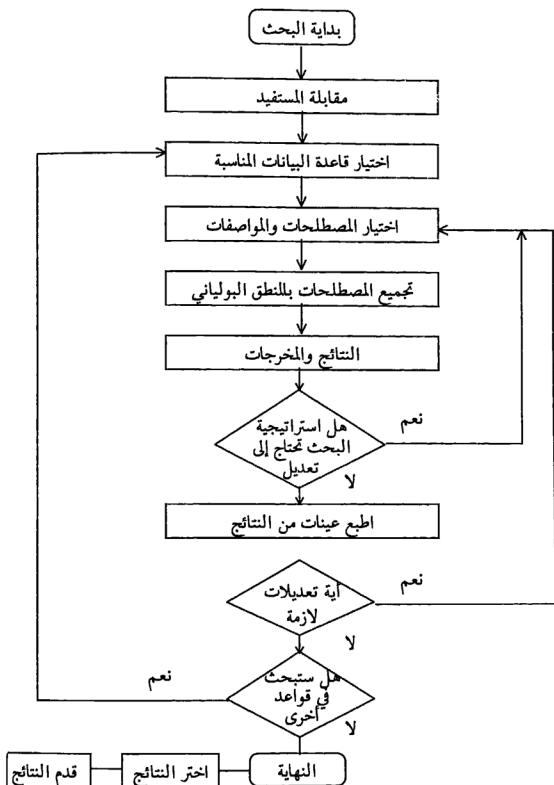 بداية البحث
مقابلة المستفيد
اختيار قاعدة البيانات المناسبة
اختيار المصطلحات والمواصفات
تجميع المصطلحات بالمنطق البولياني
النتائج والمخرجات
هل استراتيجية
البحث تحتاج إلى
تعديل
نعم
لا
اطبع عينات من النتائج
أية تعديلات
لازمة
نعم
لا
هل ستبحث
في قواعد
أخرى
نعم
لا
النهاية
اختر النتائج
قدم النتائج